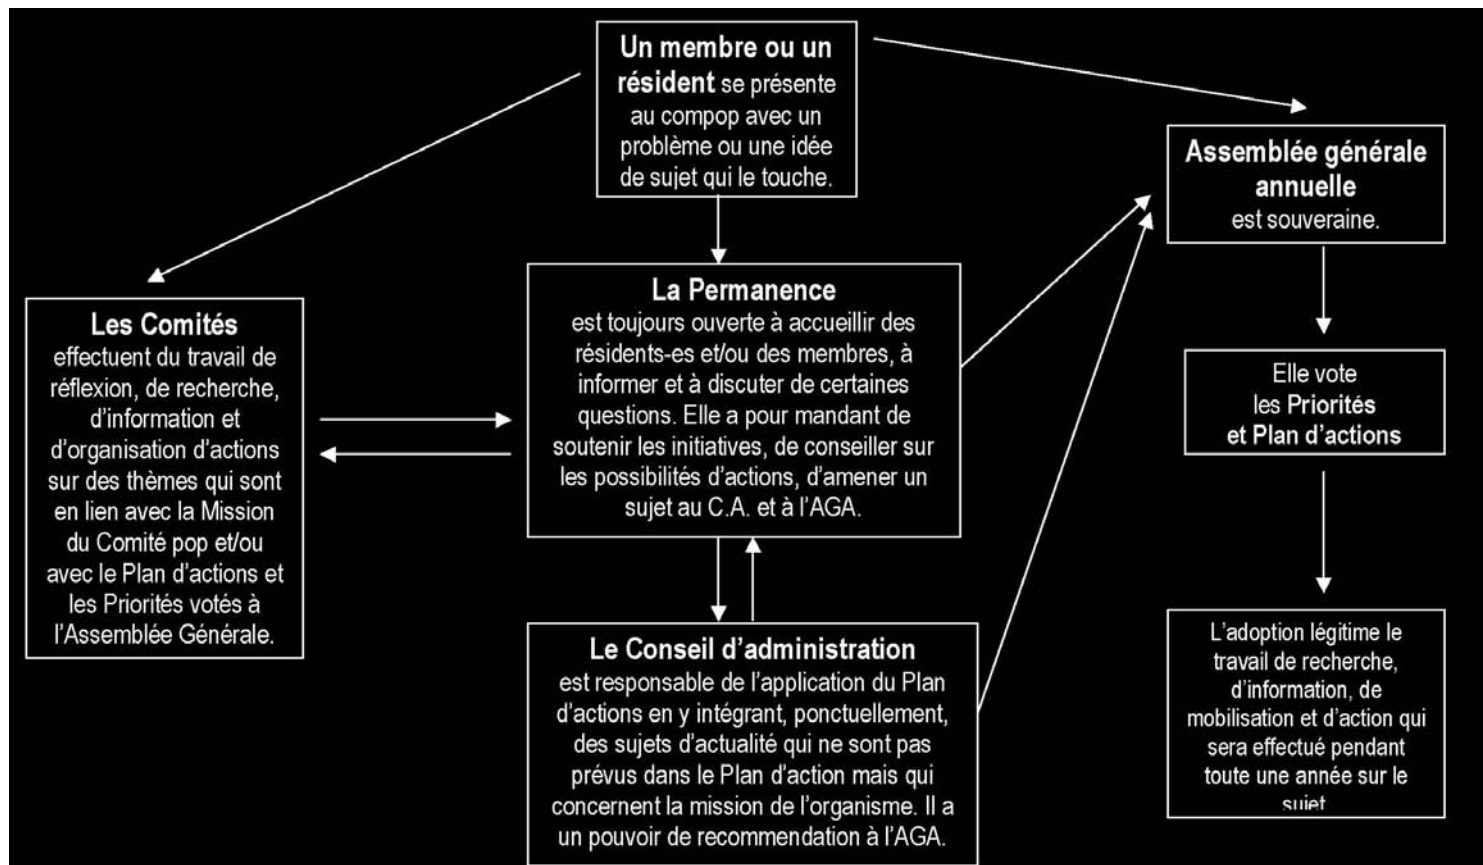 Un membre ou un
résident se présente
au compop avec un
problème ou une idée
de sujet qui le touche.
Assemblée générale
annuelle
est souveraine.
La Permanence
est toujours ouverte à accueillir des
résidents-es et/ou des membres, à
informer et à discuter de certaines
questions. Elle a pour mandant de
soutenir les initiatives, de conseiller sur
les possibilités d'actions, d'amener un
sujet au C.A. et à l'AGA.
Les Comités
effectuent du travail de
réflexion, de recherche,
d'information et
d'organisation d'actions
sur des thèmes qui sont
en lien avec la Mission
du Comité pop et/ou
avec le Plan d'actions et
les Priorités votés à
l'Assemblée Générale.
Elle vote
les Priorités
et Plan d'actions
Le Conseil d'administration
est responsable de l'application du Plan
d'actions en y intégrant, ponctuellement,
des sujets d'actualité qui ne sont pas
prévus dans le Plan d'action mais qui
concernent la mission de l'organisme. Il a
un pouvoir de recommendation à l'AGA.
L'adoption légitime le
travail de recherche,
d'information, de
mobilisation et d'action qui
sera effectué pendant
toute une année sur le
sujet